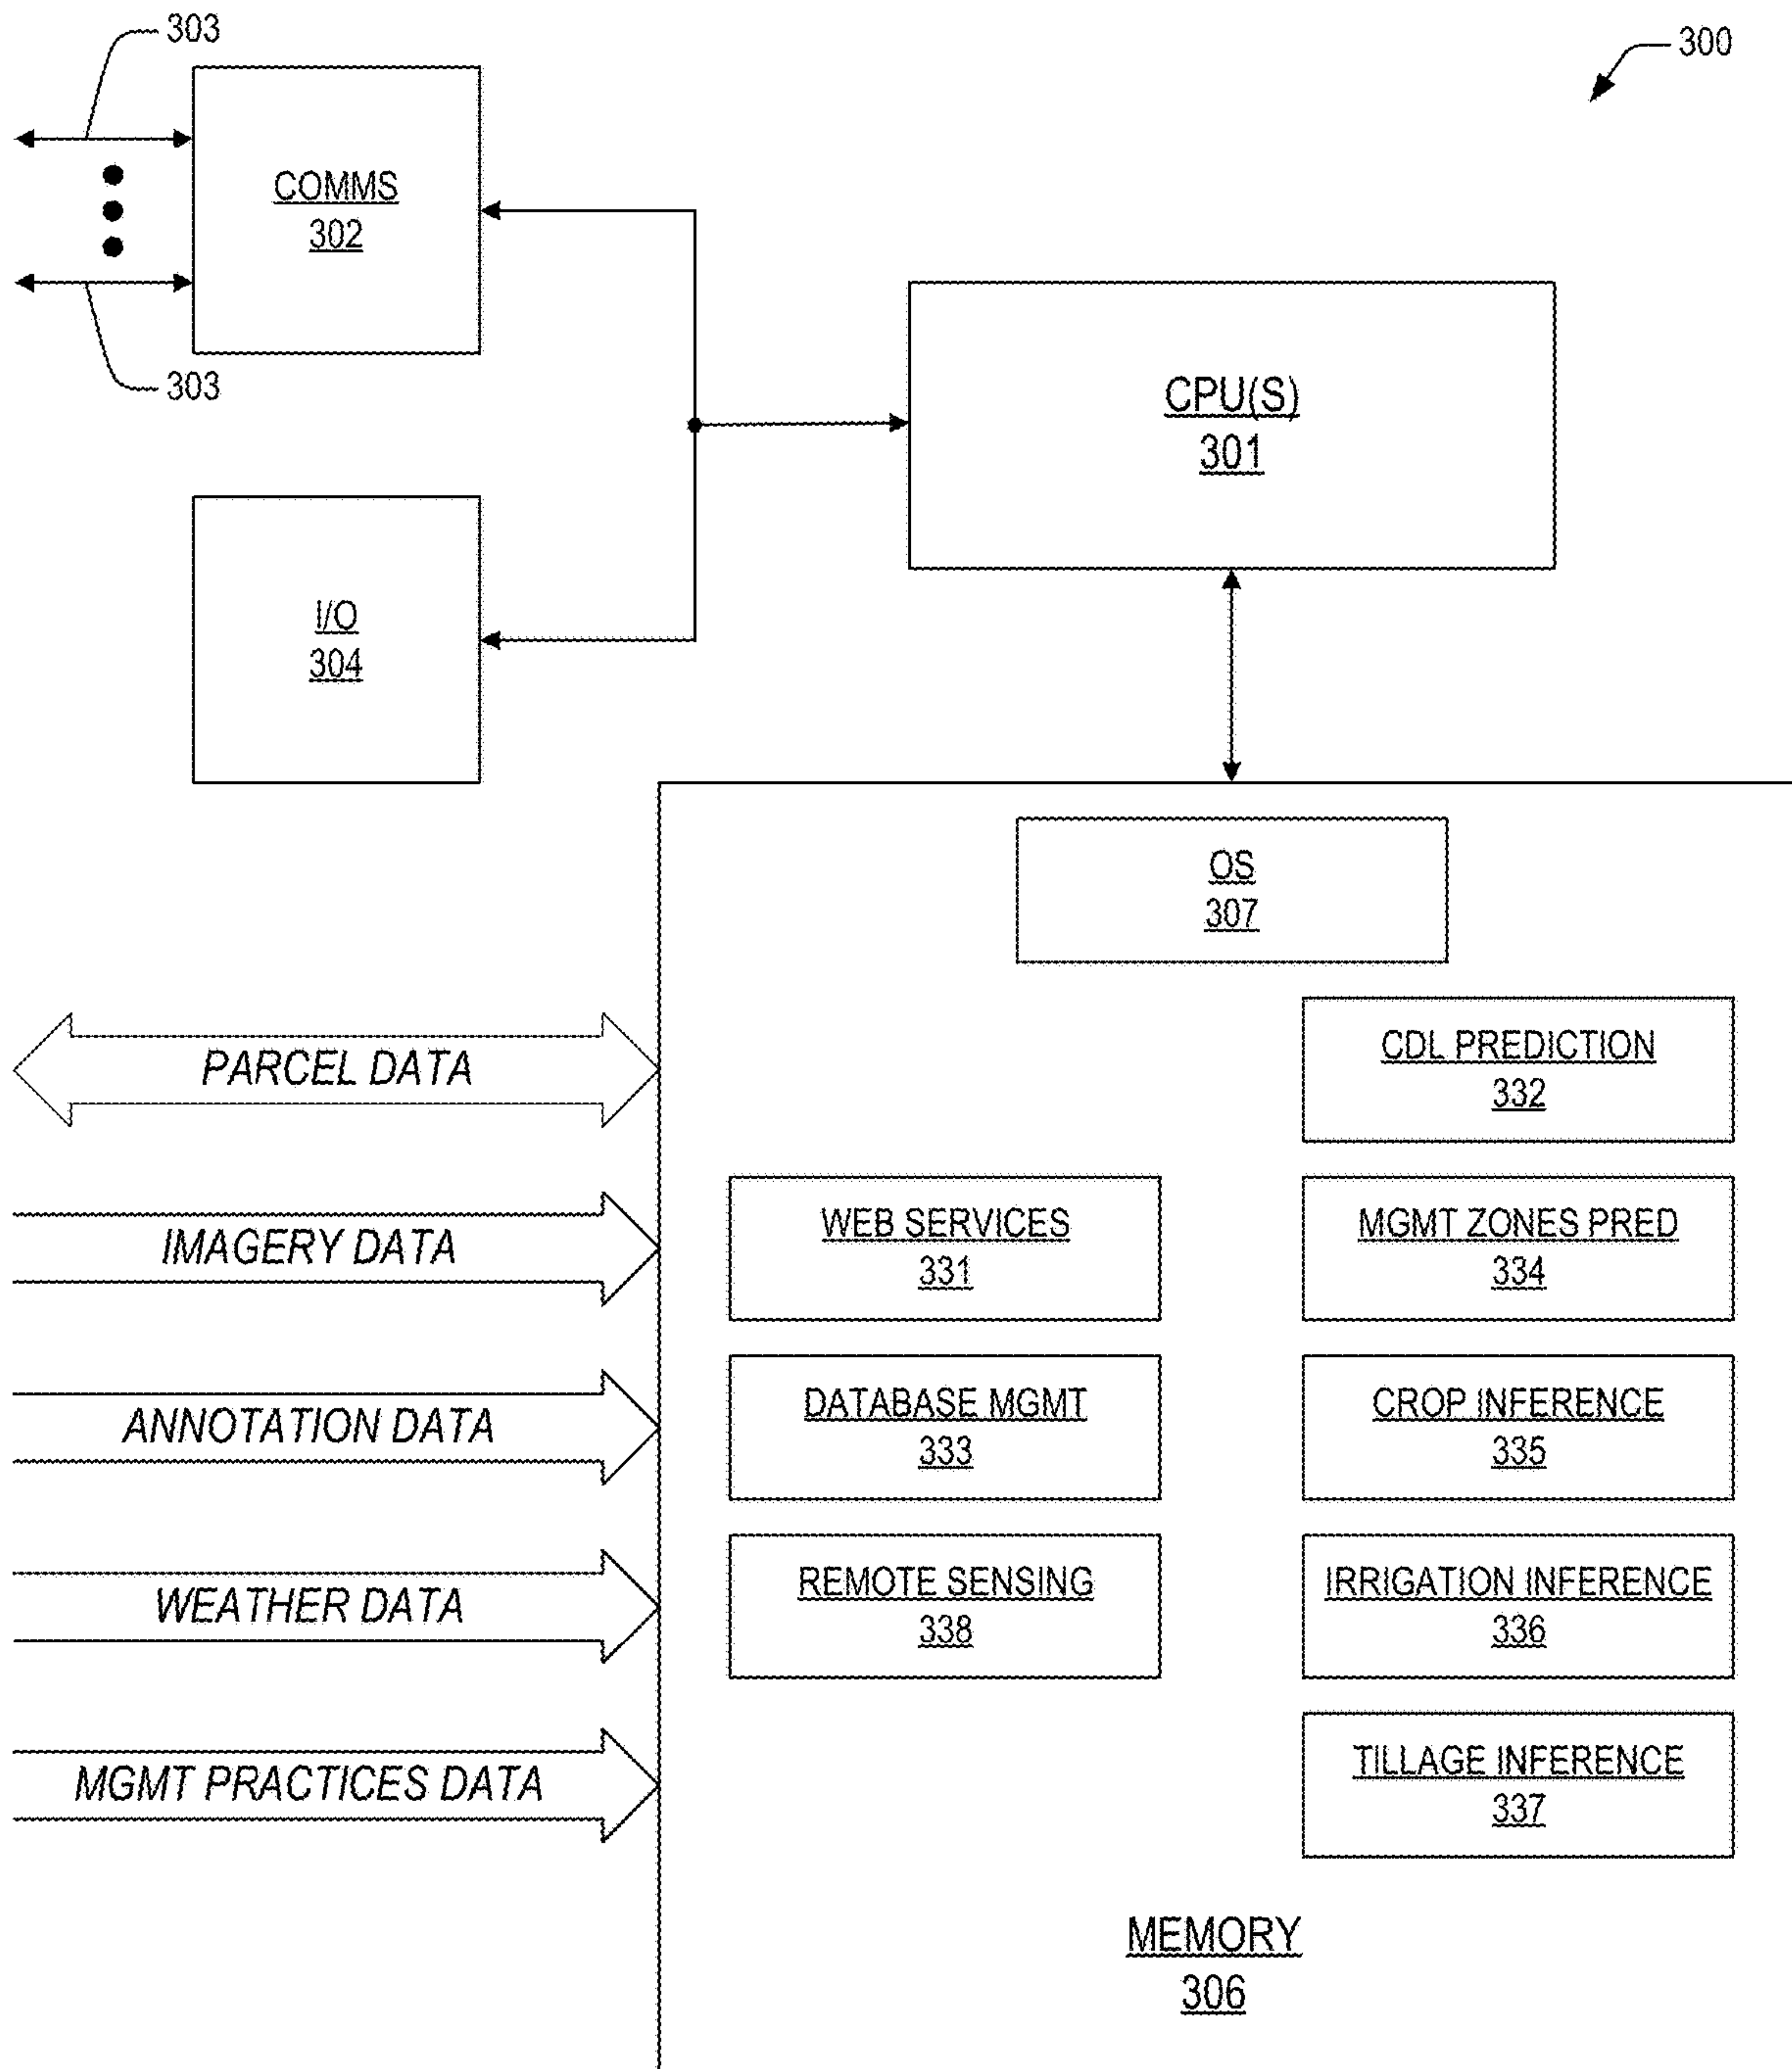 303
300
COMMS
302
303
CPU(S)
301
I/O
304
OS
307
PARCEL DATA
CDL PREDICTION
332
IMAGERY DATA
WEB SERVICES
331
MGMT ZONES PRED
334
ANNOTATION DATA
DATABASE MGMT
333
CROP INFERENCE
335
WEATHER DATA
REMOTE SENSING
338
IRRIGATION INFERENCE
336
MGMT PRACTICES DATA
TILLAGE INFERENCE
337
MEMORY
306